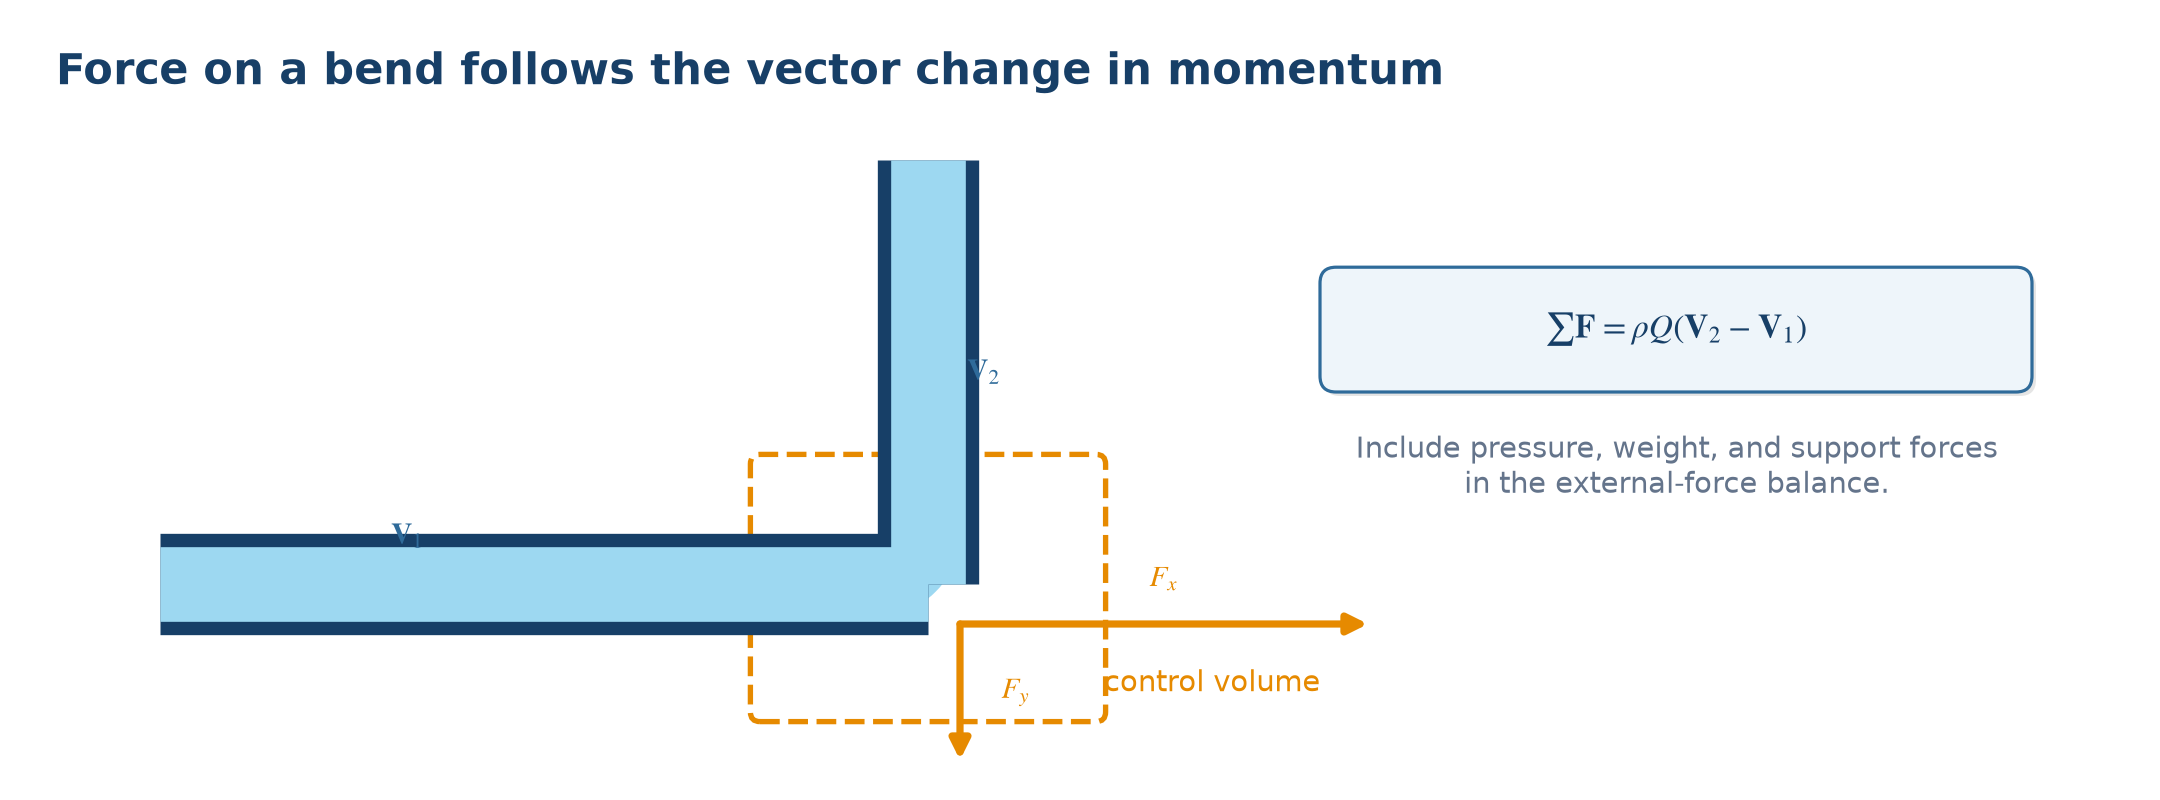 Force on a bend follows the vector change in momentum
∑F = ρQ(V₂ − V₁)
V₂
Include pressure, weight, and support forces
in the external-force balance.
V₁
Fₓ
control volume
F_y